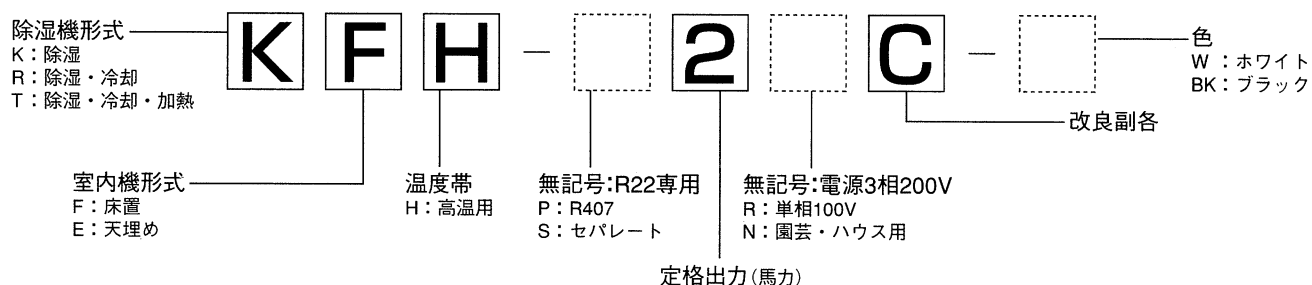 除湿機形式
K：除湿
R：除湿・冷却
T：除湿・冷却・加熱
K F H － 2 C －
色
W ：ホワイト
BK：ブラック
改良副各
室内機形式
F：床置
E：天埋め
温度帯
H：高温用
無記号：R22専用
P：R407
S：セパレート
無記号：電源3相200V
R：単相100V
N：園芸・ハウス用
定格出力（馬力）